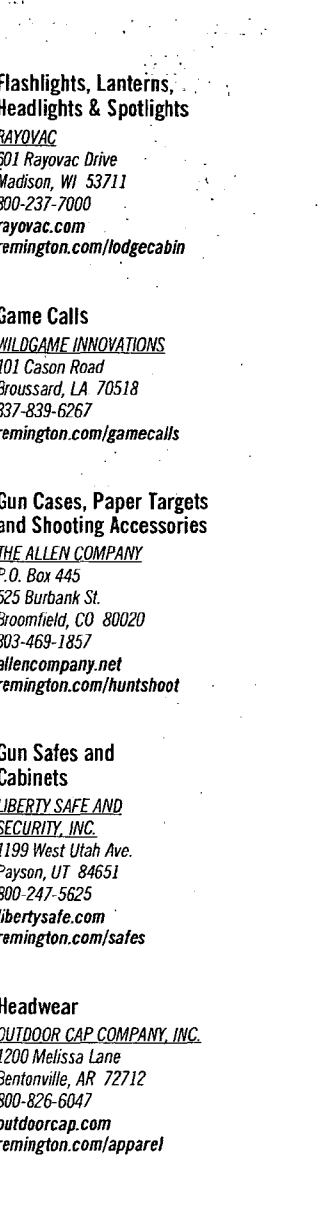 Flashlights, Lanterns,
Headlights & Spotlights
RAYOVAC
601 Rayovac Drive
Madison, WI 53711
800-237-7000
rayovac.com
remington.com/lodgecabin
Game Calls
WILDGAME INNOVATIONS
101 Cason Road
Broussard, LA 70518
337-839-6267
remington.com/gamecalls
Gun Cases, Paper Targets
and Shooting Accessories
THE ALLEN COMPANY
P.O. Box 445
525 Burbank St.
Broomfield, CO 80020
303-469-1857
allencompany.net
remington.com/huntshoot
Gun Safes and
Cabinets
LIBERTY SAFE AND
SECURITY, INC.
1199 West Utah Ave.
Payson, UT 84651
800-247-5625
libertysafe.com
remington.com/safes
Headwear
OUTDOOR CAP COMPANY, INC.
1200 Melissa Lane
Bentonville, AR 72712
800-826-6047
outdoorcap.com
remington.com/apparel